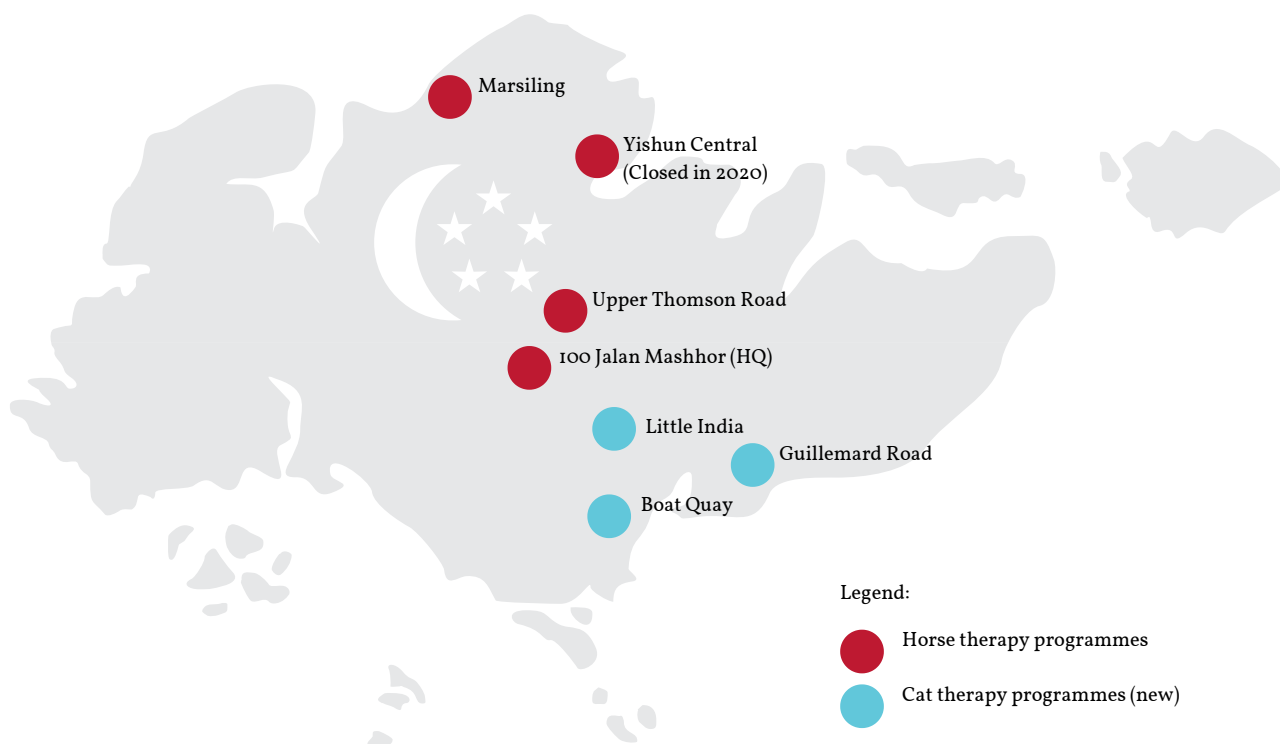 Marsiling
Yishun Central
(Closed in 2020)
Upper Thomson Road
100 Jalan Mashhor (HQ)
Little India
Guillemard Road
Boat Quay
Legend:
Horse therapy programmes
Cat therapy programmes (new)